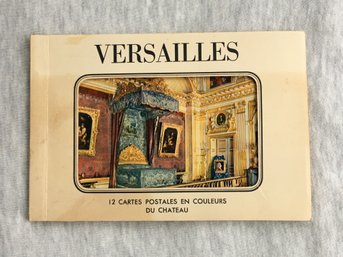 VERSAILLES
12 CARTES POSTALES EN COULEURS
DU CHATEAU